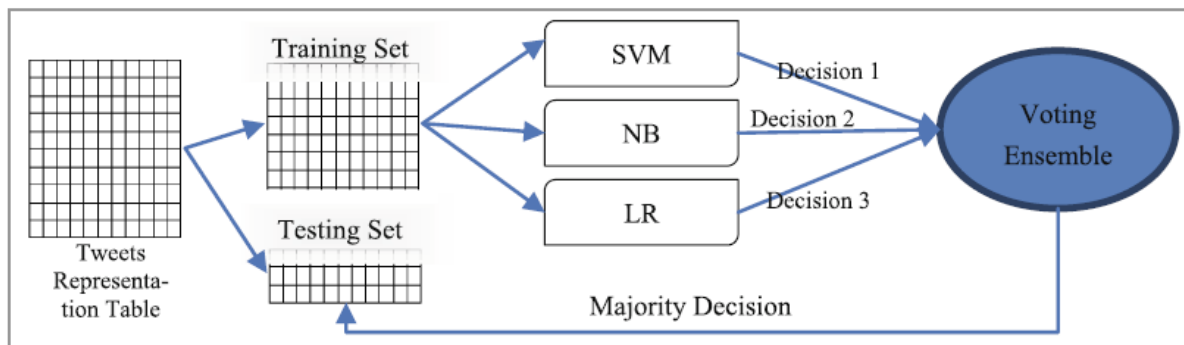 Tweets
Representa-
tion Table
Training Set
Testing Set
SVM
NB
LR
Decision 1
Decision 2
Decision 3
Voting
Ensemble
Majority Decision